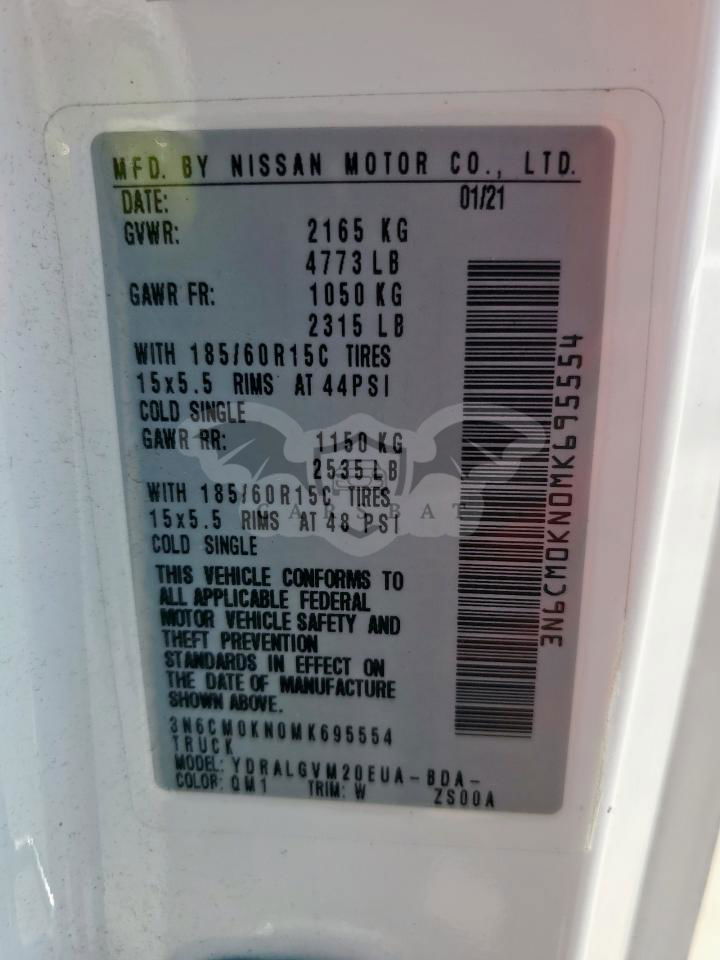 MFD. BY NISSAN MOTOR CO., LTD.
DATE: 01/21
GVWR: 2165 KG
4773 LB
GAWR FR: 1050 KG
2315 LB
WITH 185/60R15C TIRES
15x5.5 RIMS AT 44PSI
COLD SINGLE
GAWR RR: 1150 KG
2535 LB
WITH 185/60R15C TIRES
15x5.5 RIMS AT 48 PSI
COLD SINGLE
CARSBAT
THIS VEHICLE CONFORMS TO
ALL APPLICABLE FEDERAL
MOTOR VEHICLE SAFETY AND
THEFT PREVENTION
STANDARDS IN EFFECT ON
THE DATE OF MANUFACTURE
SHOWN ABOVE.
3N6CM0KN0MK695554
TRUCK
MODEL: YDRALGVM20EUA-BDA-
COLOR: QM1 TRIM: W ZS00A
3N6CM0KN0MK695554